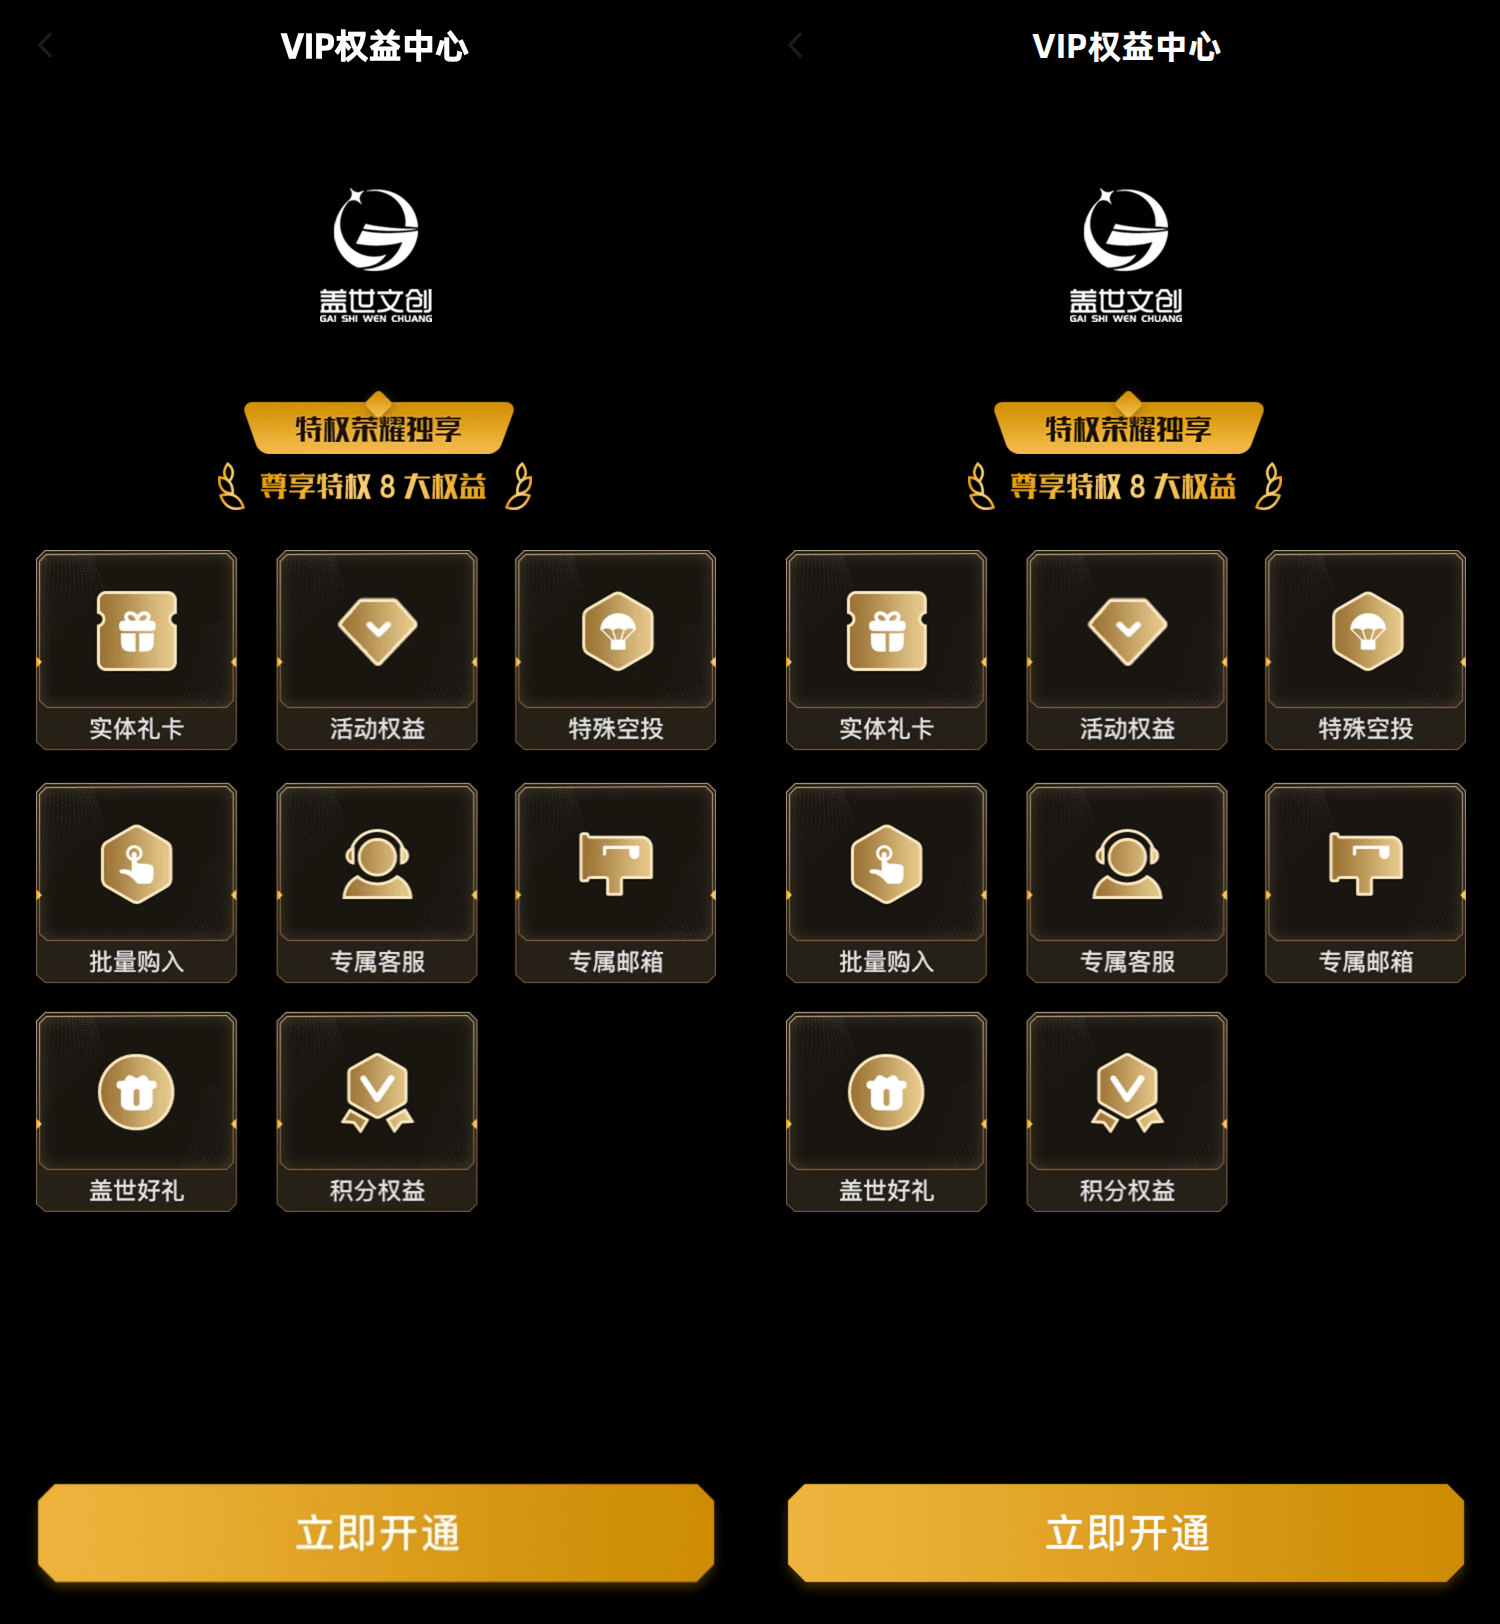 VIP权益中心
盖世文创
GAI SHI WEN CHUANG
特权荣耀独享
尊享特权 8 大权益
实体礼卡
活动权益
特殊空投
批量购入
专属客服
专属邮箱
盖世好礼
积分权益
立即开通
VIP权益中心
盖世文创
GAI SHI WEN CHUANG
特权荣耀独享
尊享特权 8 大权益
实体礼卡
活动权益
特殊空投
批量购入
专属客服
专属邮箱
盖世好礼
积分权益
立即开通